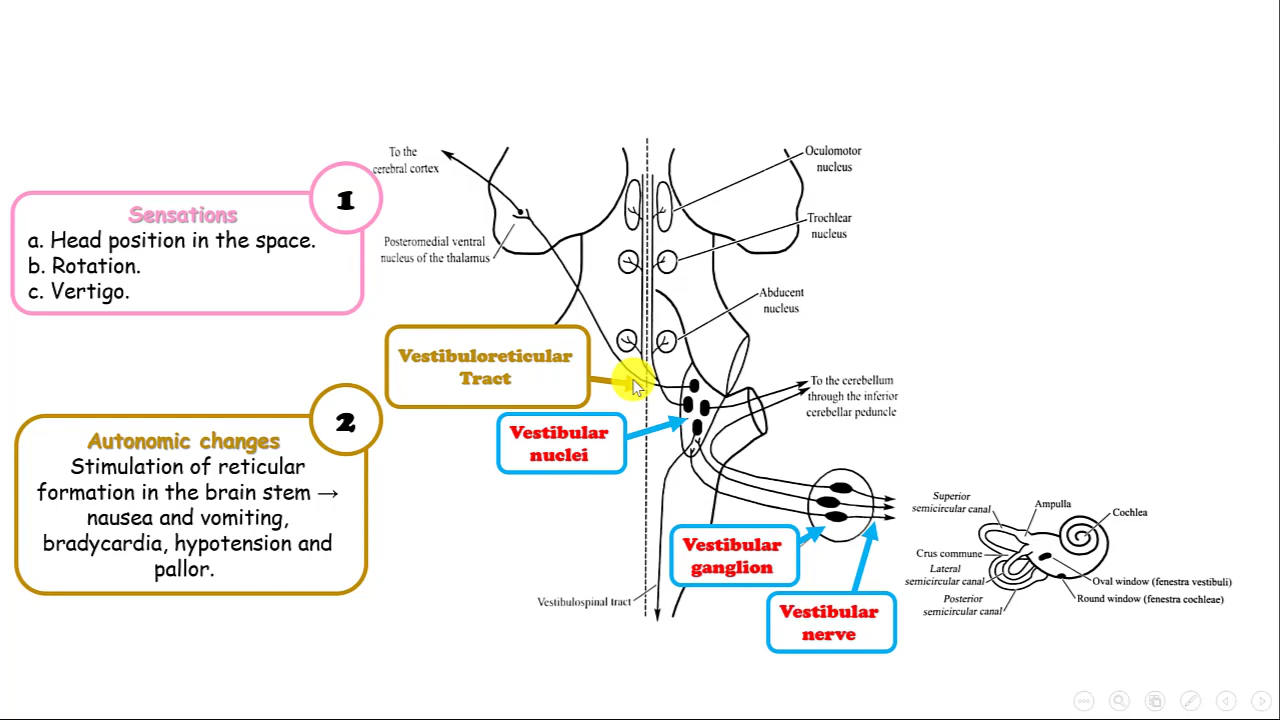 1
Sensations
a. Head position in the space.
b. Rotation.
c. Vertigo.
2
Autonomic changes
Stimulation of reticular
formation in the brain stem →
nausea and vomiting,
bradycardia, hypotension and
pallor.
To the
cerebral cortex
Posteromedial ventral
nucleus of the thalamus
Oculomotor
nucleus
Trochlear
nucleus
Abducent
nucleus
Vestibuloreticular
Tract
Vestibular
nuclei
To the cerebellum
through the inferior
cerebellar peduncle
Vestibular
ganglion
Vestibular
nerve
Vestibulospinal tract
Superior
semicircular canal
Ampulla
Cochlea
Crus commune
Lateral
semicircular canal
Posterior
semicircular canal
Oval window (fenestra vestibuli)
Round window (fenestra cochleae)